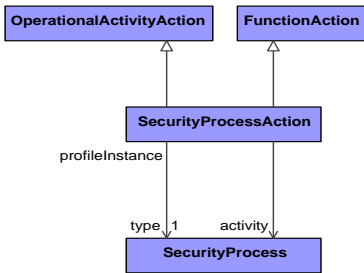 OperationalActivityAction
FunctionAction
SecurityProcessAction
profileInstance
type 1
activity
SecurityProcess